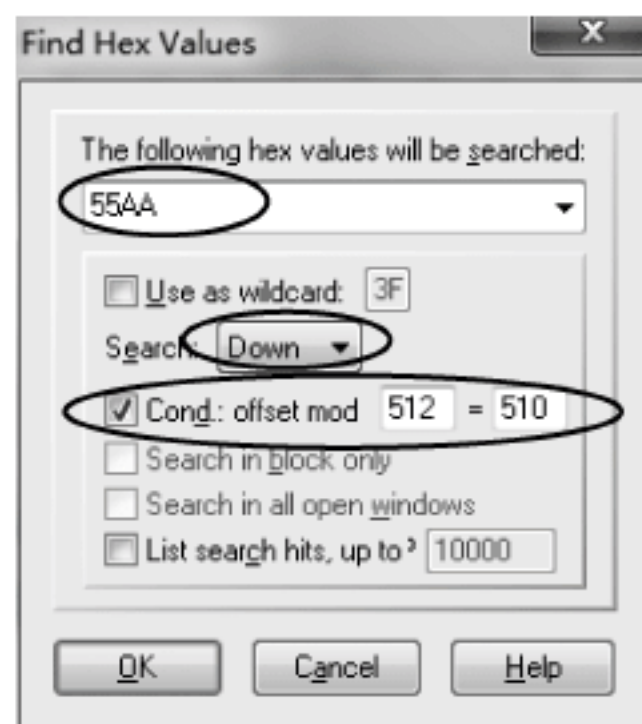 Find Hex Values
x
The following hex values will be searched:
55AA
Use as wildcard: 3F
Search: Down
Cond.: offset mod 512 = 510
Search in block only
Search in all open windows
List search hits, up to ³ 10000
OK Cancel Help